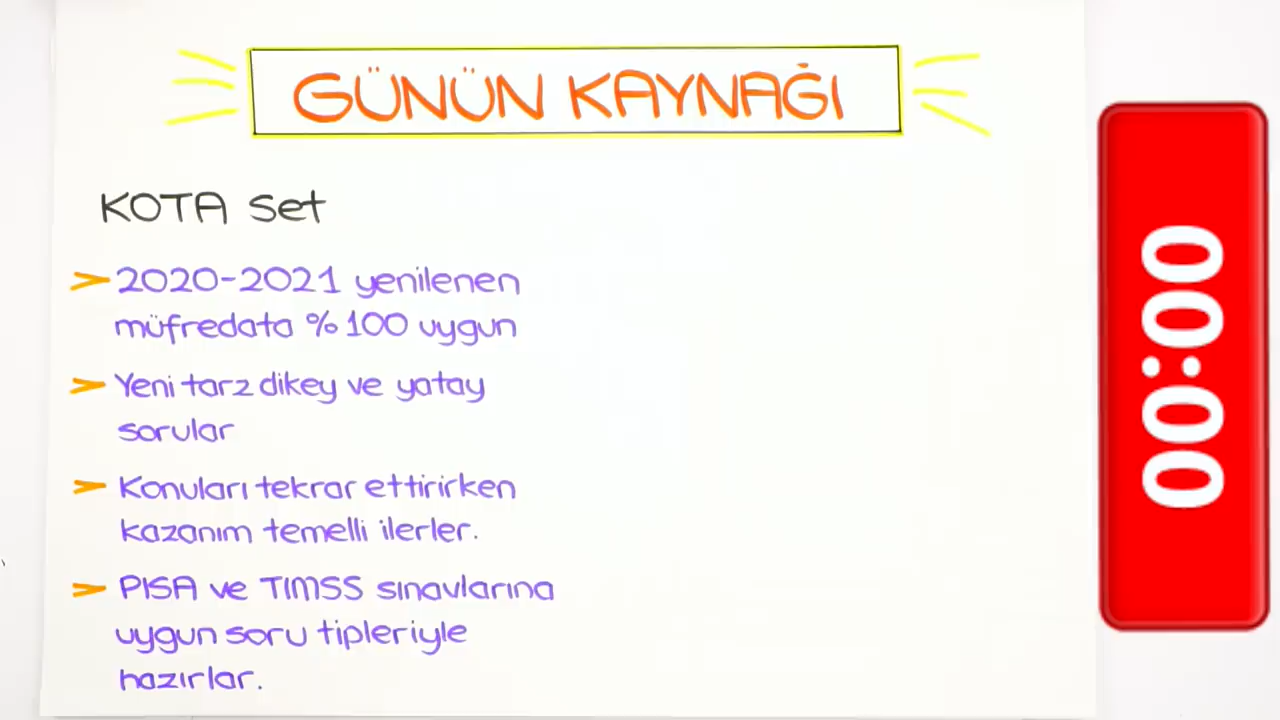 GÜNÜN KAYNAĞI
KOTA Set
➤ 2020-2021 yenilenen
müfredata %100 uygun
➤ Yeni tarz dikey ve yatay
sorular
➤ Konuları tekrar ettirirken
kazanım temelli ilerler.
➤ PISA ve TIMSS sınavlarına
uygun soru tipleriyle
hazırlar.
00:00